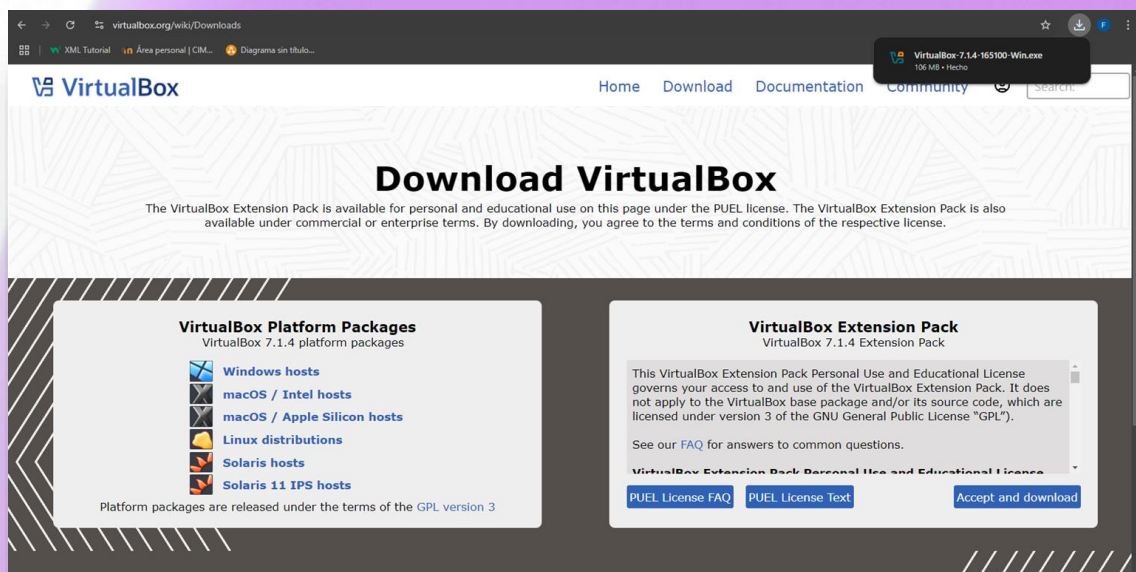 virtualbox.org/wiki/Downloads
XML Tutorial
Área personal | CIM...
Diagrama sin título...
F
VirtualBox-7.1.4-165100-Win.exe
106 MB • Hecho
VirtualBox
Home Download Documentation Community
Search:
Download VirtualBox
The VirtualBox Extension Pack is available for personal and educational use on this page under the PUEL license. The VirtualBox Extension Pack is also
available under commercial or enterprise terms. By downloading, you agree to the terms and conditions of the respective license.
VirtualBox Platform Packages
VirtualBox 7.1.4 platform packages
Windows hosts
macOS / Intel hosts
macOS / Apple Silicon hosts
Linux distributions
Solaris hosts
Solaris 11 IPS hosts
Platform packages are released under the terms of the GPL version 3
VirtualBox Extension Pack
VirtualBox 7.1.4 Extension Pack
This VirtualBox Extension Pack Personal Use and Educational License
governs your access to and use of the VirtualBox Extension Pack. It does
not apply to the VirtualBox base package and/or its source code, which are
licensed under version 3 of the GNU General Public License “GPL”).
See our FAQ for answers to common questions.
VirtualBox Extension Pack Personal Use and Educational License
PUEL License FAQ
PUEL License Text
Accept and download